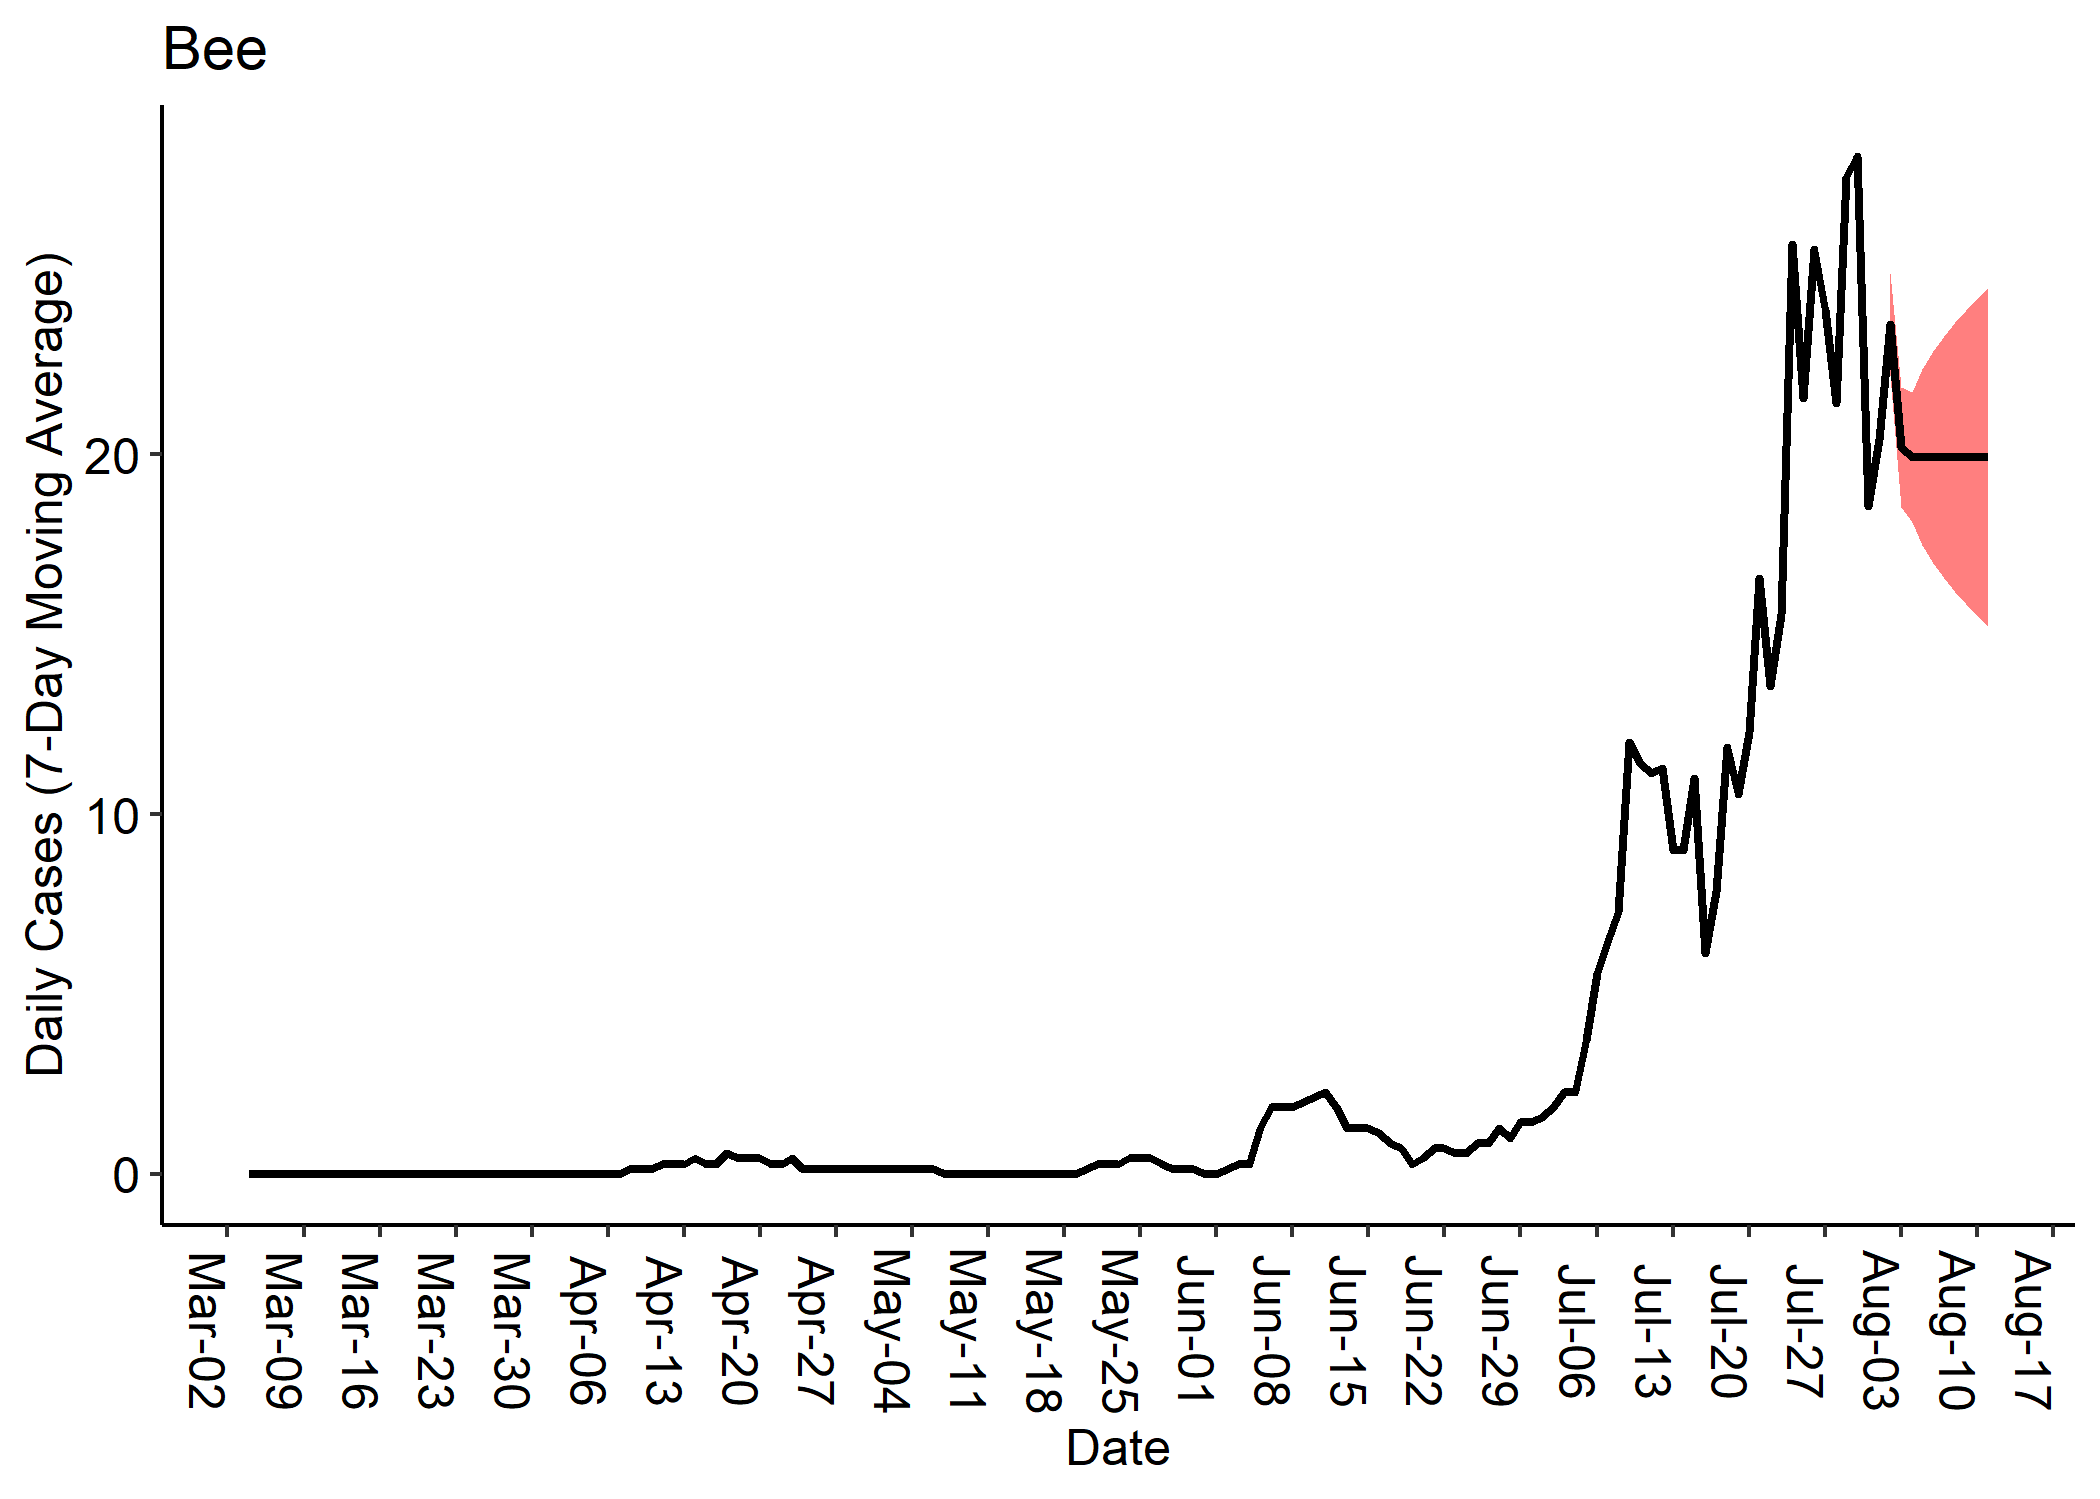 Bee
Daily Cases (7-Day Moving Average)
20
10
0
Mar-02
Mar-09
Mar-16
Mar-23
Mar-30
Apr-06
Apr-13
Apr-20
Apr-27
May-04
May-11
May-18
May-25
Jun-01
Jun-08
Jun-15
Jun-22
Jun-29
Jul-06
Jul-13
Jul-20
Jul-27
Aug-03
Aug-10
Aug-17
Date